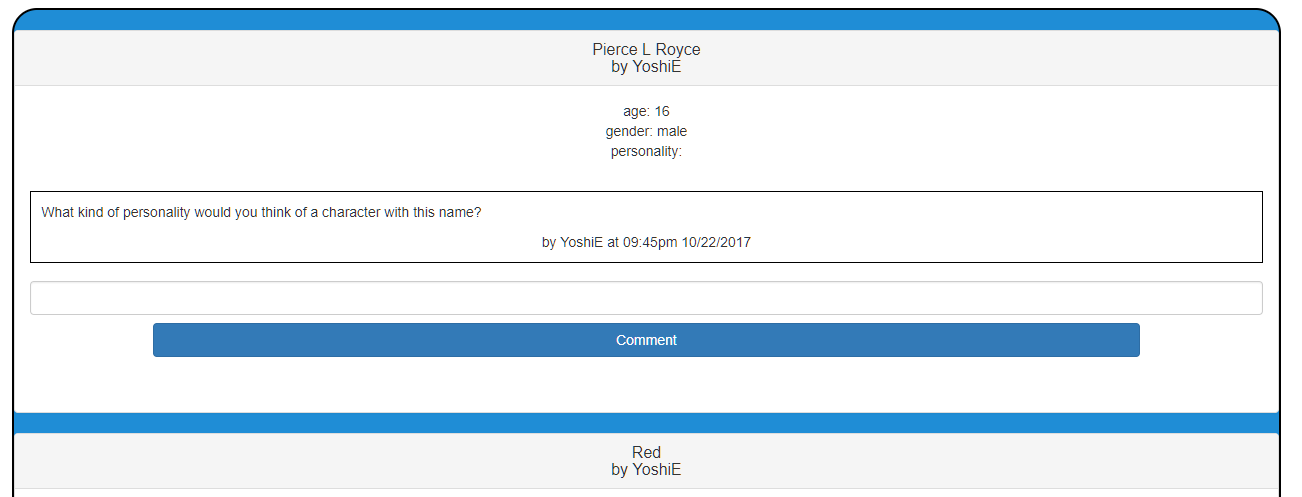 Pierce L Royce
by YoshiE
age: 16
gender: male
personality:
What kind of personality would you think of a character with this name?
by YoshiE at 09:45pm 10/22/2017
Comment
Red
by YoshiE